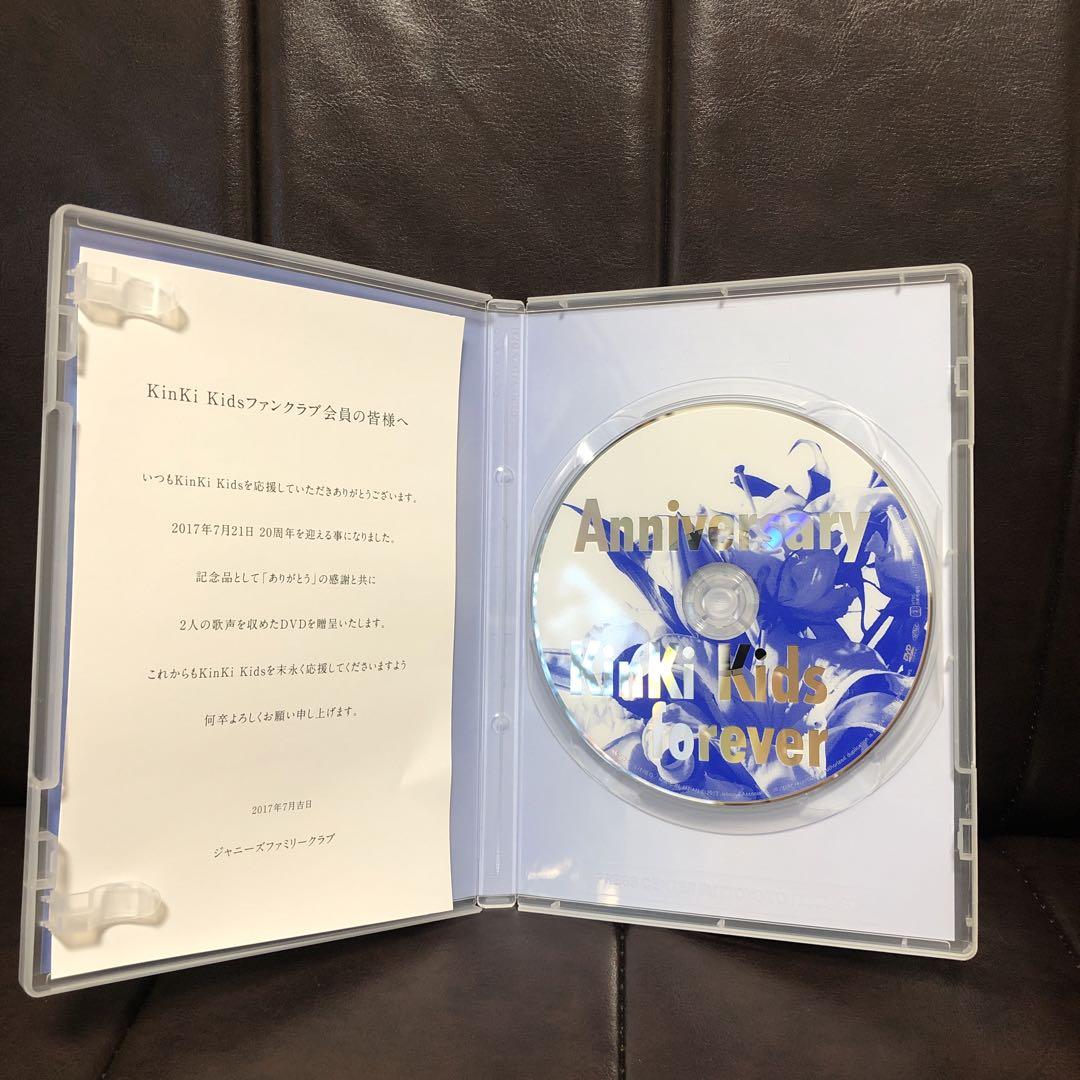 KinKi Kidsファンクラブ会員の皆様へ
いつもKinKi Kidsを応援していただきありがとうございます。
2017年7月21日 20周年を迎える事になりました。
記念品として「ありがとう」の感謝と共に
2人の歌声を収めたDVDを贈呈いたします。
これからもKinKi Kidsを末永く応援してくださいますよう
何卒よろしくお願い申し上げます。
2017年7月吉日
ジャニーズファミリークラブ
Anniversary
KinKi Kids
forever
DVD